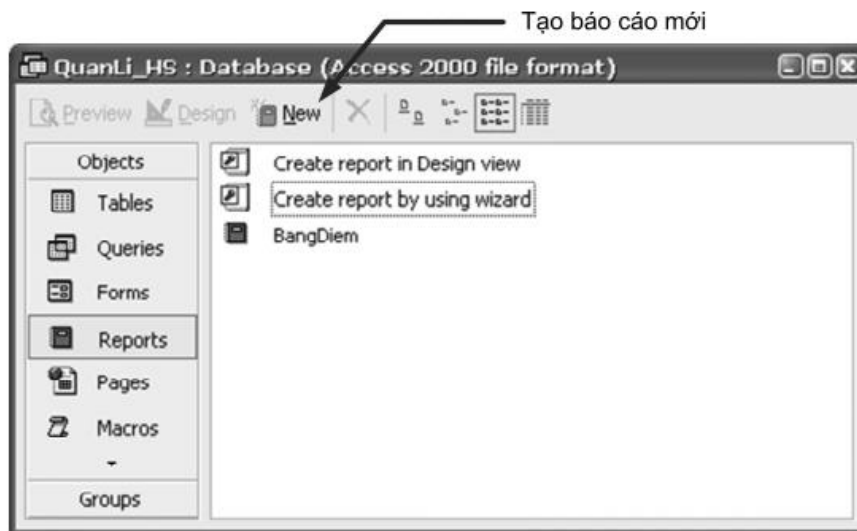 Tạo báo cáo mới
QuanLi_HS : Database (Access 2000 file format)
Preview Design New
Objects
Tables
Queries
Forms
Reports
Pages
Macros
Groups
Create report in Design view
Create report by using wizard
BangDiem